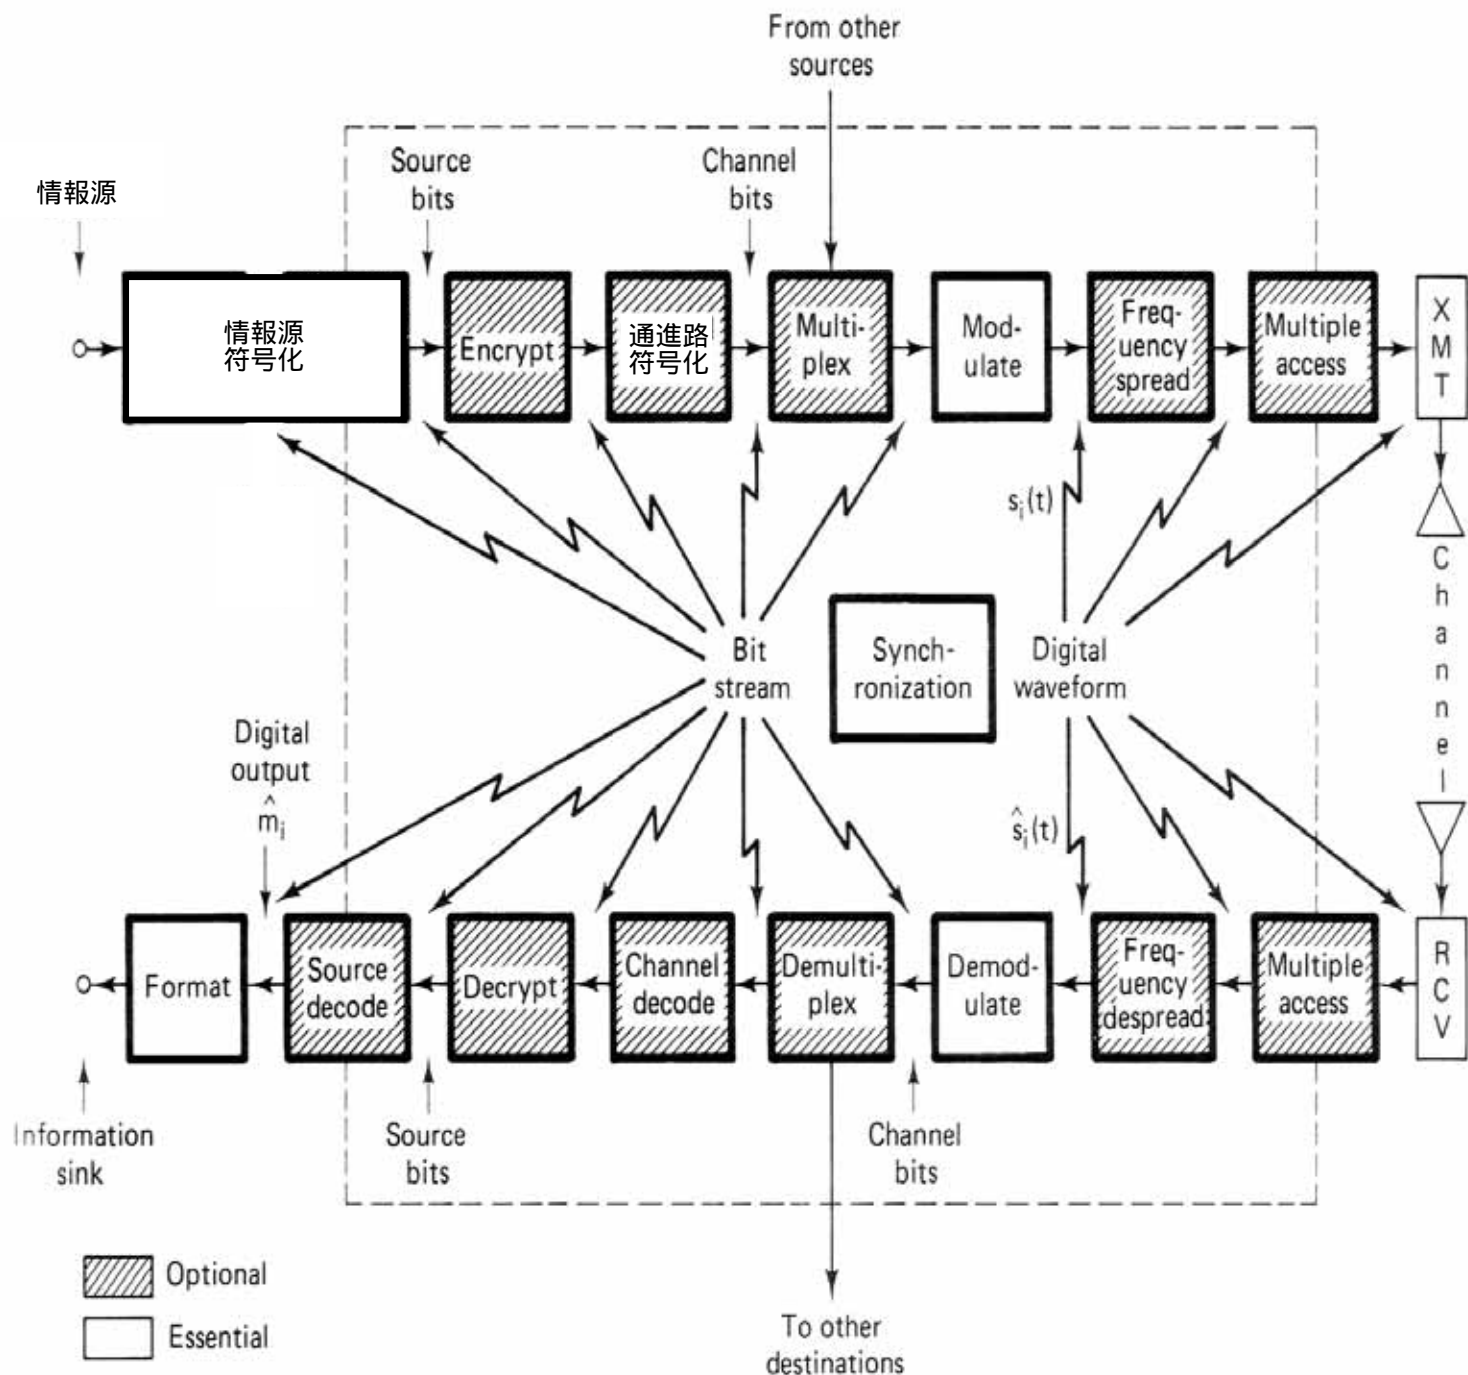 From other
sources
Source
bits
Channel
bits
情報源
情報源
符号化
Encrypt
通進路
符号化
Multi-
plex
Mod-
ulate
Freq-
uency
spread
Multiple
access
X
M
T
s_i(t)
C
h
a
n
n
e
l
Bit
stream
Synch-
ronization
Digital
waveform
Digital
output
m̂_i
ŝ_i(t)
Format
Source
decode
Decrypt
Channel
decode
Demulti-
plex
Demod-
ulate
Freq-
uency
despread
Multiple
access
R
C
V
Information
sink
Source
bits
Channel
bits
Optional
Essential
To other
destinations